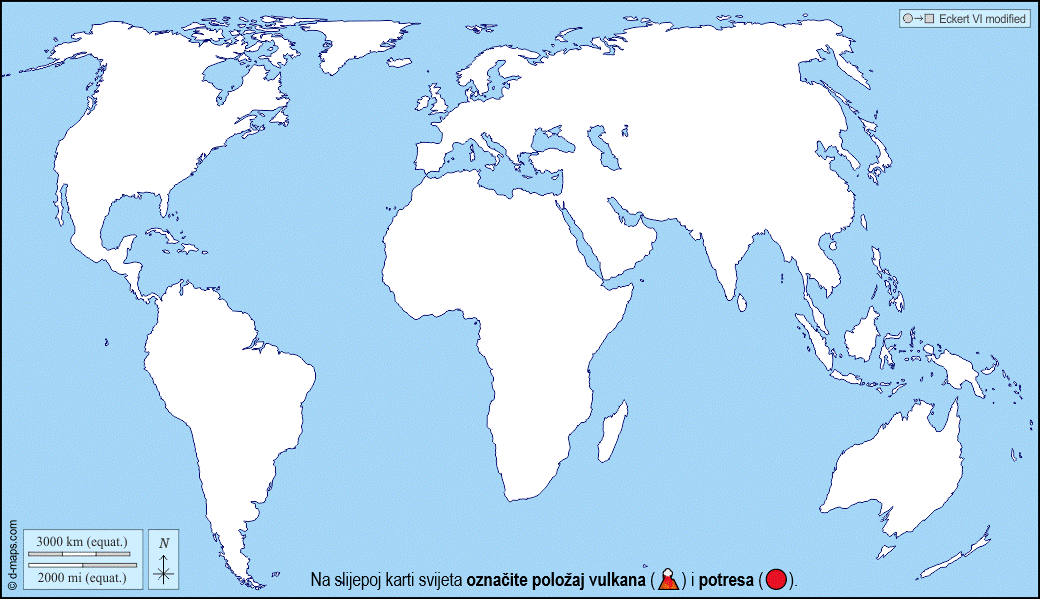 Eckert VI modified
© d-maps.com
3000 km (equat.)
2000 mi (equat.)
N
Na slijepoj karti svijeta označite položaj vulkana ( ) i potresa ( ).